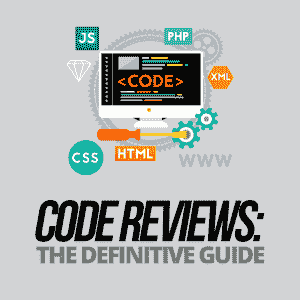 JS
PHP
<CODE>
XML
CSS
HTML
WWW
CODE REVIEWS:
THE DEFINITIVE GUIDE